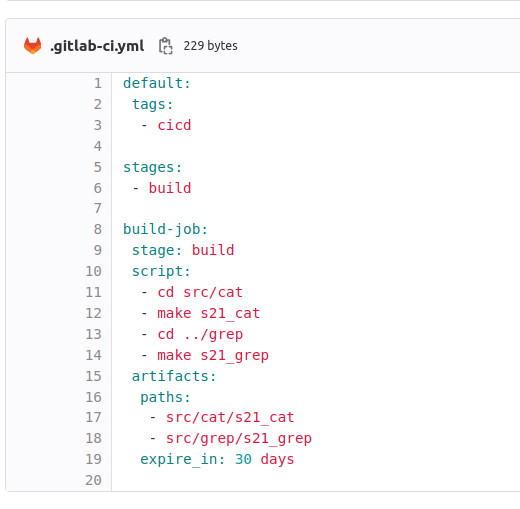 .gitlab-ci.yml 229 bytes
1 default:
2  tags:
3   - cicd
4
5 stages:
6  - build
7
8 build-job:
9  stage: build
10  script:
11   - cd src/cat
12   - make s21_cat
13   - cd ../grep
14   - make s21_grep
15  artifacts:
16   paths:
17    - src/cat/s21_cat
18    - src/grep/s21_grep
19   expire_in: 30 days
20